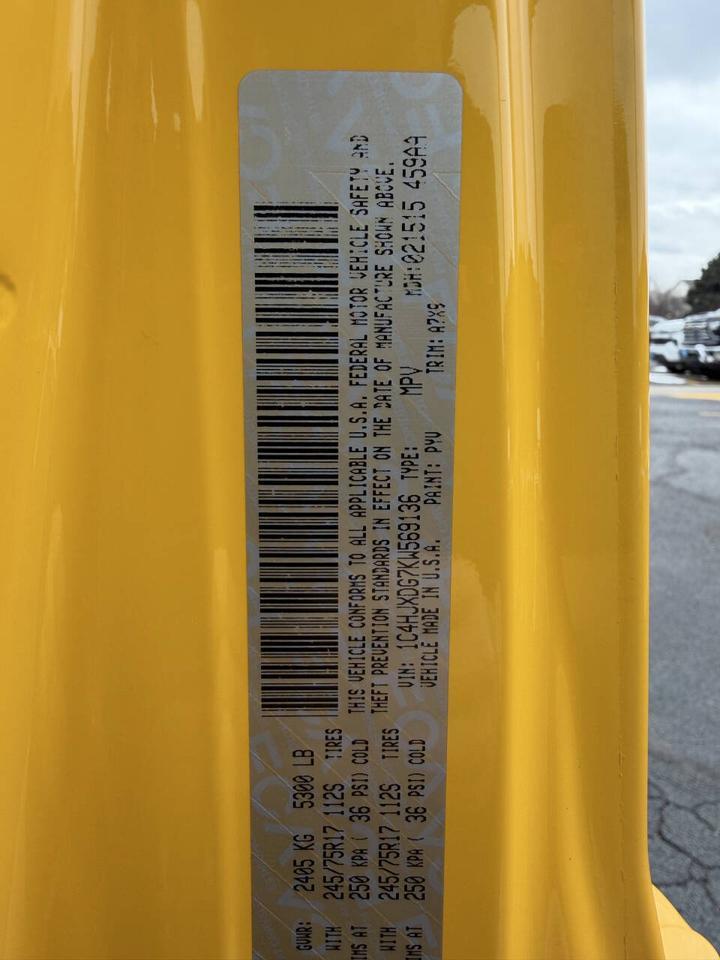 GVWR: 2405 KG 5300 LB
WITH 245/75R17 112S TIRES
IMS AT 250 KPA ( 36 PSI) COLD
WITH 245/75R17 112S TIRES
IMS AT 250 KPA ( 36 PSI) COLD
THIS VEHICLE CONFORMS TO ALL APPLICABLE U.S.A. FEDERAL MOTOR VEHICLE SAFETY AND
THEFT PREVENTION STANDARDS IN EFFECT ON THE DATE OF MANUFACTURE SHOWN ABOVE.
VIN: 1C4HJXDG7KW569136 TYPE: MPV MDH:021515 459AA
VEHICLE MADE IN U.S.A. PAINT: PYV TRIM: A7X9